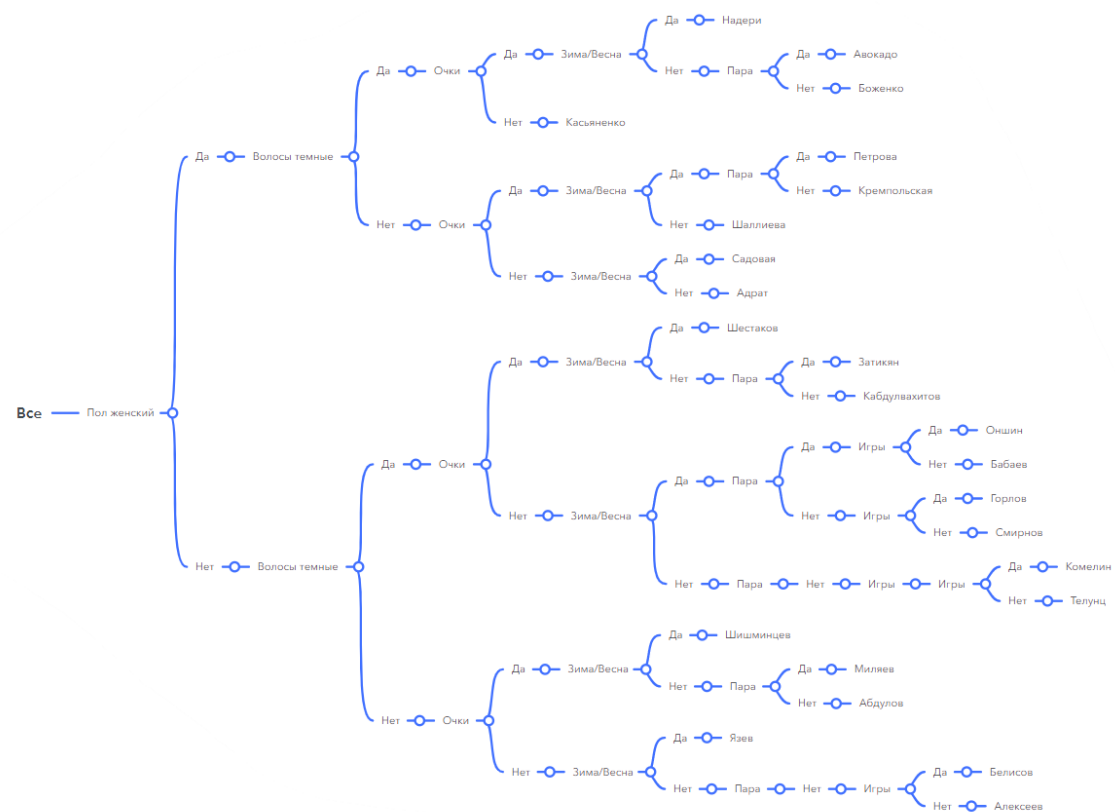 Да Надери
Да Зима/Весна
Нет Пара Да Авокадо
Да Очки
Нет Боженко
Нет Касьяненко
Да Волосы темные
Да Пара Да Петрова
Да Зима/Весна
Нет Кремпольская
Нет Очки
Нет Шаллиева
Да Садовая
Нет Зима/Весна
Нет Адрат
Да Шестаков
Да Зима/Весна
Да Затикян
Нет Пара
Нет Кабдулвахитов
Все Пол женский
Да Оншин
Да Игры
Да Очки
Нет Бабаев
Да Пара
Да Горлов
Нет Зима/Весна
Нет Игры
Нет Смирнов
Нет Волосы темные
Да Комелин
Нет Пара Нет Игры Игры
Нет Телунц
Да Шишминцев
Да Зима/Весна
Да Миляев
Нет Пара
Нет Абдулов
Нет Очки
Да Язев
Нет Зима/Весна
Да Белисов
Нет Пара Нет Игры
Нет Алексеев